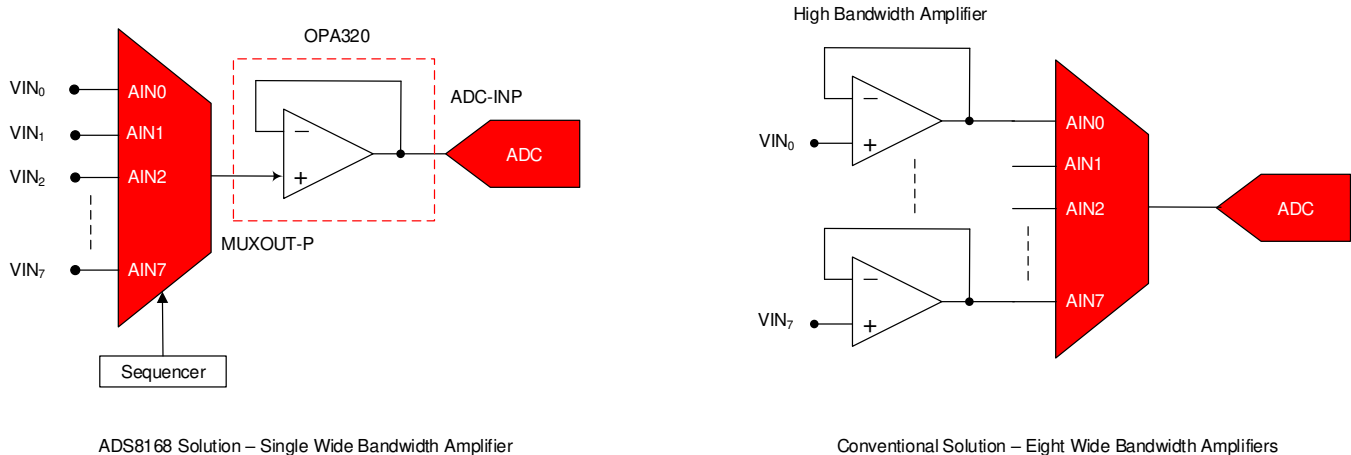 High Bandwidth Amplifier
OPA320
VIN₀
AIN0
VIN₁
AIN1
VIN₂
AIN2
VIN₇
AIN7
−
+
ADC-INP
ADC
MUXOUT-P
Sequencer
ADS8168 Solution – Single Wide Bandwidth Amplifier
−
+
VIN₀
−
+
VIN₇
AIN0
AIN1
AIN2
AIN7
ADC
Conventional Solution – Eight Wide Bandwidth Amplifiers